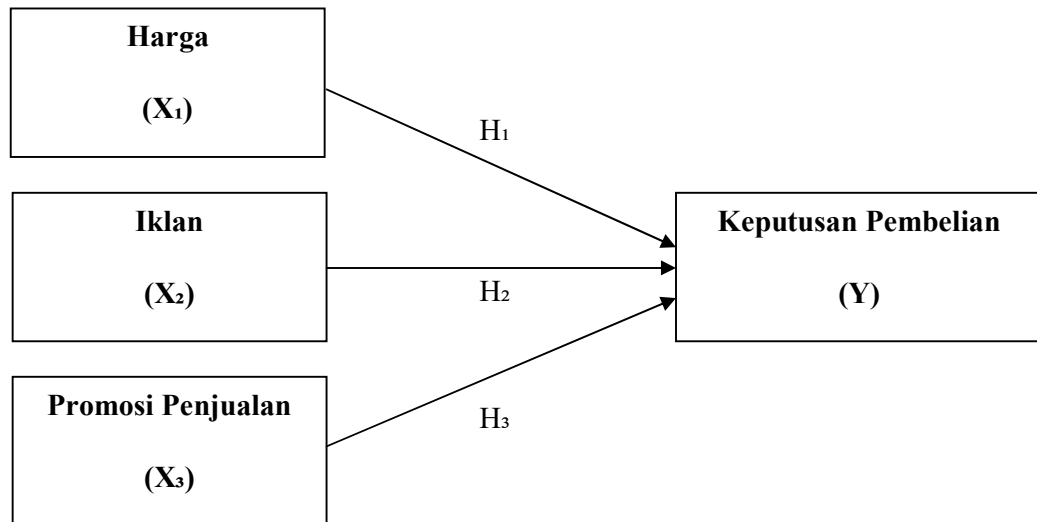 Harga
(X₁)
H₁
Iklan
(X₂)
H₂
Keputusan Pembelian
(Y)
Promosi Penjualan
(X₃)
H₃